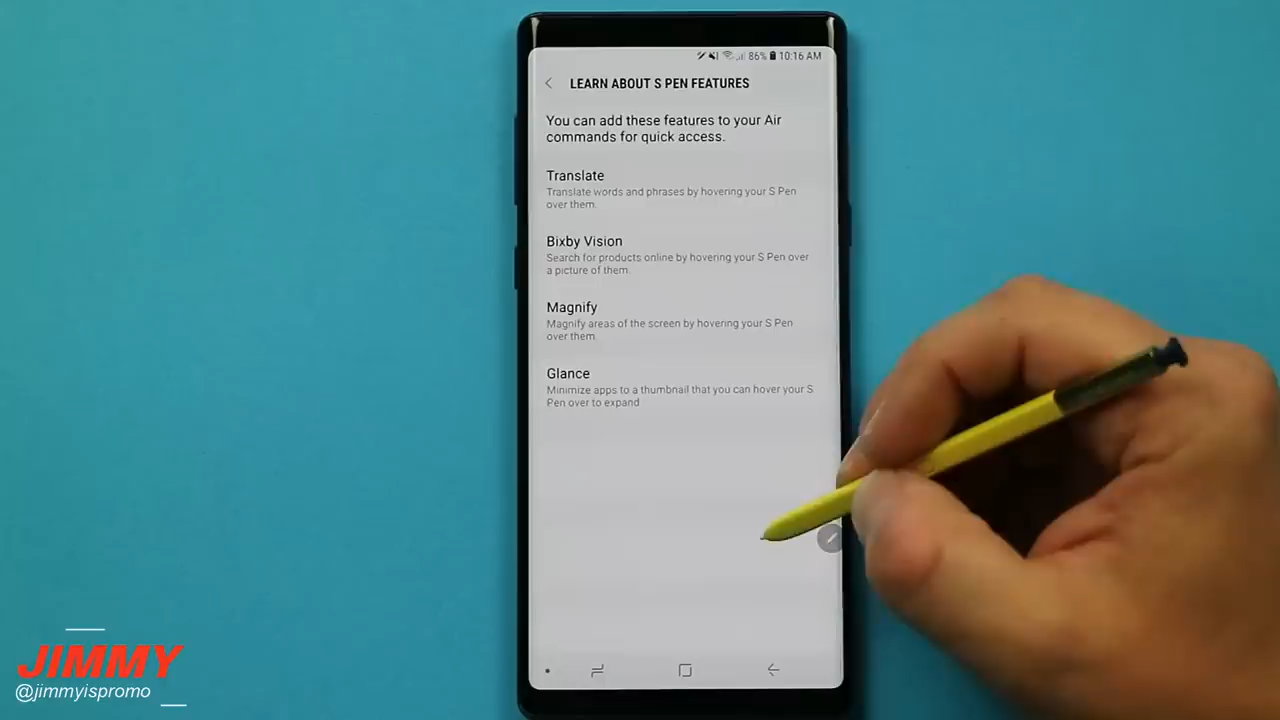 86% 10:16 AM
LEARN ABOUT S PEN FEATURES
You can add these features to your Air
commands for quick access.
Translate
Translate words and phrases by hovering your S Pen
over them.
Bixby Vision
Search for products online by hovering your S Pen over
a picture of them.
Magnify
Magnify areas of the screen by hovering your S Pen
over them.
Glance
Minimize apps to a thumbnail that you can hover your S
Pen over to expand
JIMMY
@jimmyispromo